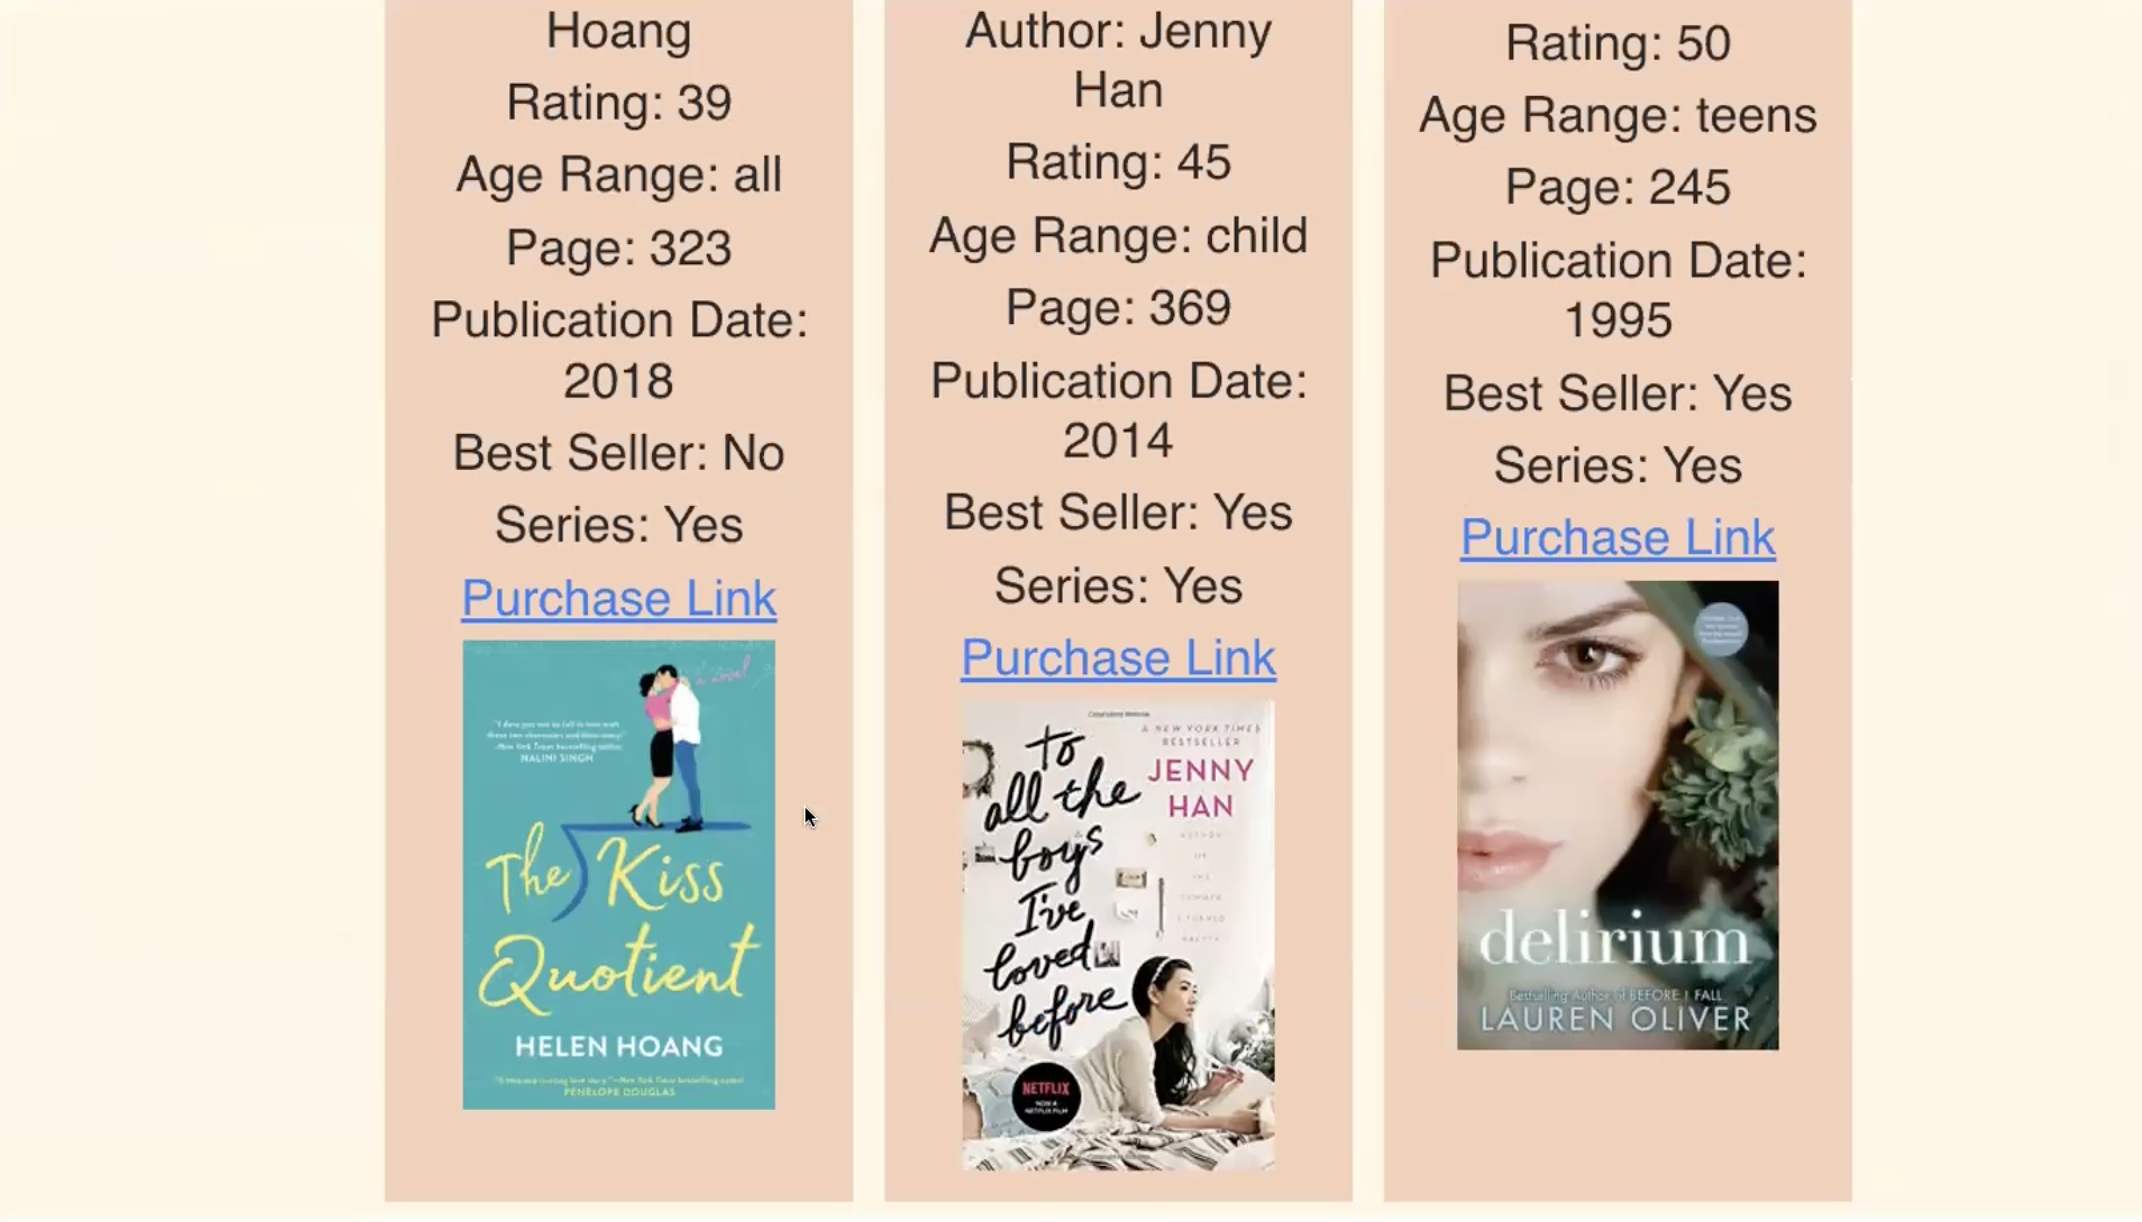 Hoang
Rating: 39
Age Range: all
Page: 323
Publication Date:
2018
Best Seller: No
Series: Yes
Purchase Link
a novel
NALINI SINGH
The Kiss
Quotient
HELEN HOANG
PENELOPE DOUGLAS
Author: Jenny
Han
Rating: 45
Age Range: child
Page: 369
Publication Date:
2014
Best Seller: Yes
Series: Yes
Purchase Link
A NEW YORK TIMES
BESTSELLER
JENNY
HAN
to
all the
boys
I've
loved
before
NETFLIX
NOW A
NETFLIX FILM
Rating: 50
Age Range: teens
Page: 245
Publication Date:
1995
Best Seller: Yes
Series: Yes
Purchase Link
delirium
Bestselling Author of BEFORE I FALL
LAUREN OLIVER